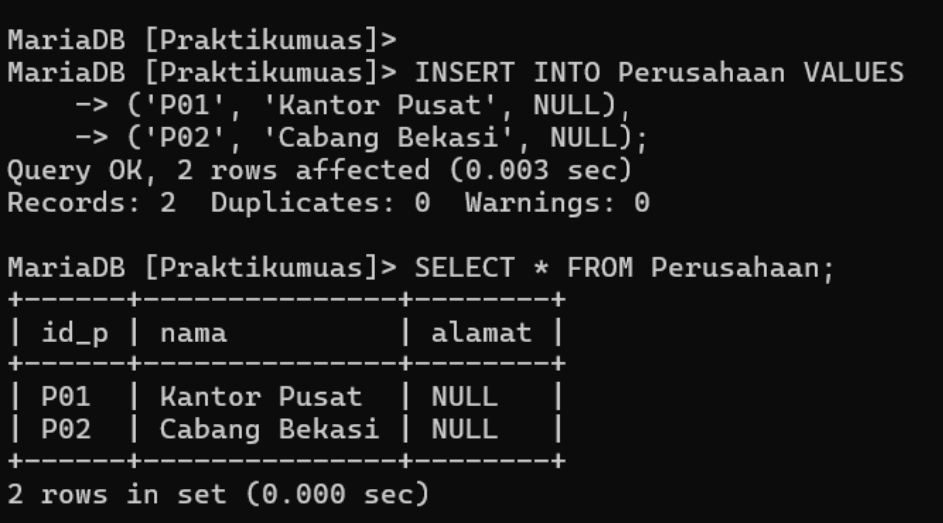 MariaDB [Praktikumuas]>
MariaDB [Praktikumuas]> INSERT INTO Perusahaan VALUES
    -> ('P01', 'Kantor Pusat', NULL),
    -> ('P02', 'Cabang Bekasi', NULL);
Query OK, 2 rows affected (0.003 sec)
Records: 2  Duplicates: 0  Warnings: 0

MariaDB [Praktikumuas]> SELECT * FROM Perusahaan;
+------+---------------+--------+
| id_p | nama          | alamat |
+------+---------------+--------+
| P01  | Kantor Pusat  | NULL   |
| P02  | Cabang Bekasi | NULL   |
+------+---------------+--------+
2 rows in set (0.000 sec)